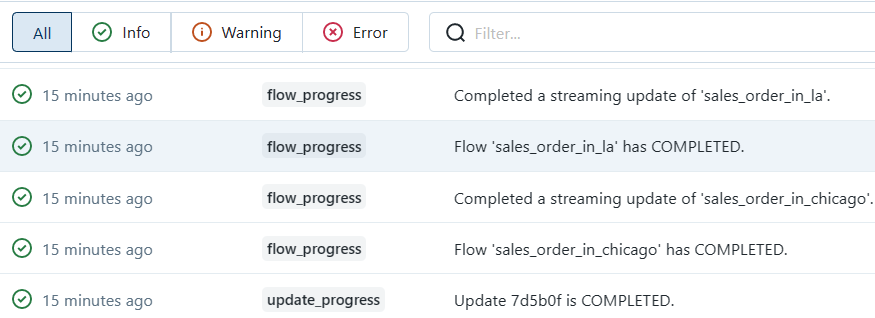 All Info Warning Error Filter...
15 minutes ago flow_progress Completed a streaming update of 'sales_order_in_la'.
15 minutes ago flow_progress Flow 'sales_order_in_la' has COMPLETED.
15 minutes ago flow_progress Completed a streaming update of 'sales_order_in_chicago'.
15 minutes ago flow_progress Flow 'sales_order_in_chicago' has COMPLETED.
15 minutes ago update_progress Update 7d5b0f is COMPLETED.